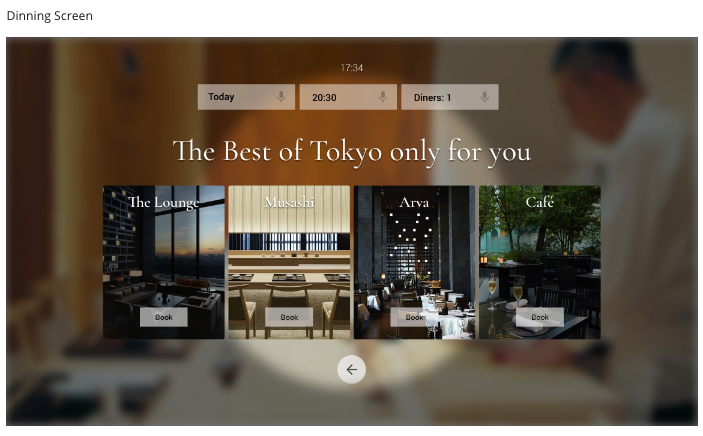 Dinning Screen
17:34
Today
20:30
Diners: 1
The Best of Tokyo only for you
The Lounge
Musashi
Arva
Café
Book
Book
Book
Book